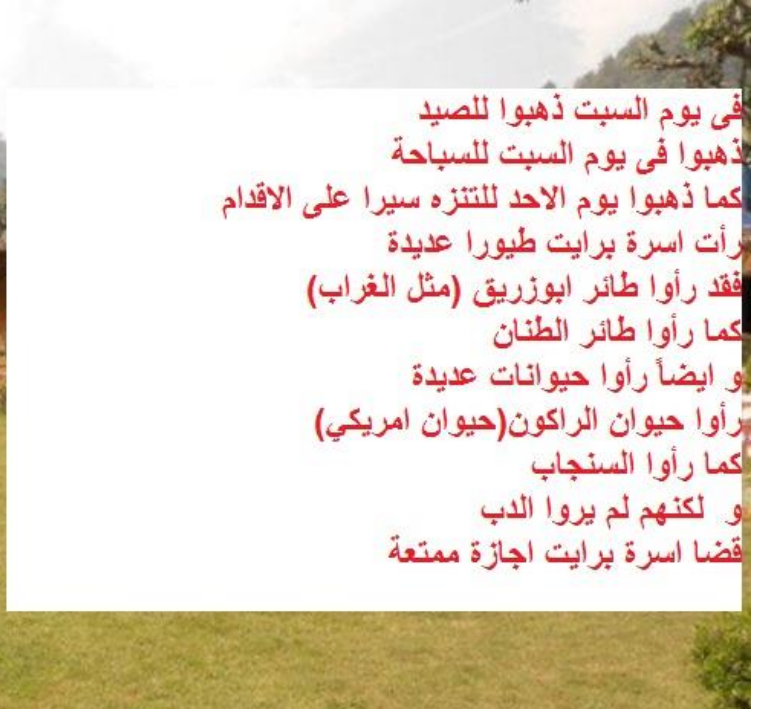 فى يوم السبت ذهبوا للصيد
ذهبوا فى يوم السبت للسباحة
كما ذهبوا يوم الاحد للتنزه سيرا على الاقدام
رأت اسرة برايت طيورا عديدة
فقد رأوا طائر ابوزريق (مثل الغراب)
كما رأوا طائر الطنان
و ايضاً رأوا حيوانات عديدة
رأوا حيوان الراكون(حيوان امريكي)
كما رأوا السنجاب
و لكنهم لم يروا الدب
قضا اسرة برايت اجازة ممتعة